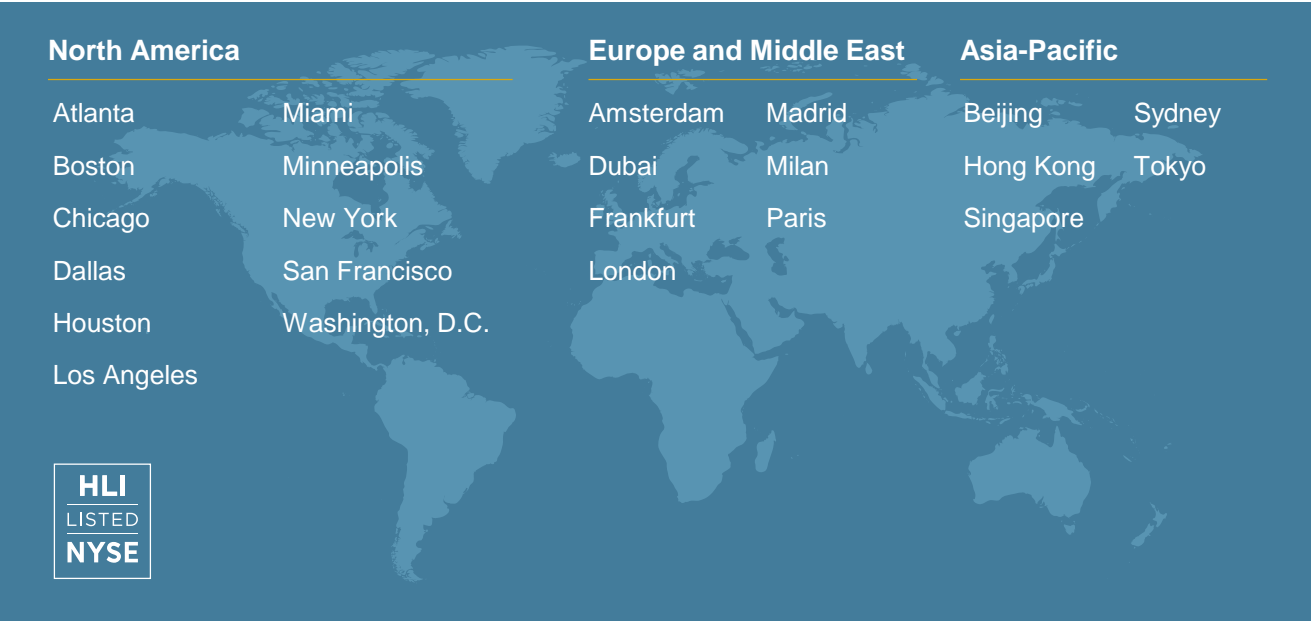 North America
Atlanta
Boston
Chicago
Dallas
Houston
Los Angeles
Miami
Minneapolis
New York
San Francisco
Washington, D.C.
Europe and Middle East
Amsterdam
Dubai
Frankfurt
London
Madrid
Milan
Paris
Asia-Pacific
Beijing
Hong Kong
Singapore
Sydney
Tokyo
HLI
LISTED
NYSE